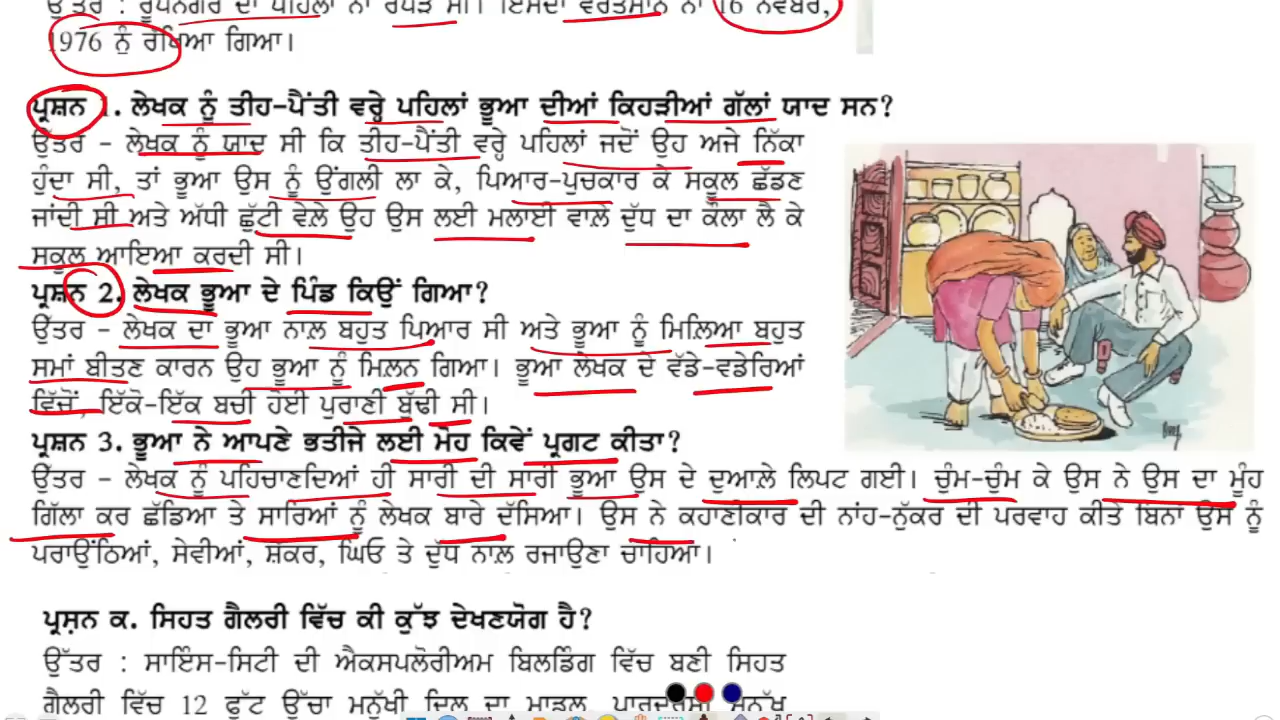 ਉੱਤਰ : ਰੂਪਨਗਰ ਦਾ ਪਹਿਲਾ ਨਾਂ ਰੋਪੜ ਸੀ। ਇਸਦਾ ਵਰਤਮਾਨ ਨਾਂ 16 ਨਵੰਬਰ,
1976 ਨੂੰ ਰੱਖਿਆ ਗਿਆ।
ਪ੍ਰਸ਼ਨ 1. ਲੇਖਕ ਨੂੰ ਤੀਹ-ਪੈਂਤੀ ਵਰ੍ਹੇ ਪਹਿਲਾਂ ਭੂਆ ਦੀਆਂ ਕਿਹੜੀਆਂ ਗੱਲਾਂ ਯਾਦ ਸਨ?
ਉੱਤਰ - ਲੇਖਕ ਨੂੰ ਯਾਦ ਸੀ ਕਿ ਤੀਹ-ਪੈਂਤੀ ਵਰ੍ਹੇ ਪਹਿਲਾਂ ਜਦੋਂ ਉਹ ਅਜੇ ਨਿੱਕਾ
ਹੁੰਦਾ ਸੀ, ਤਾਂ ਭੂਆ ਉਸ ਨੂੰ ਉਂਗਲੀ ਲਾ ਕੇ, ਪਿਆਰ-ਪੁਚਕਾਰ ਕੇ ਸਕੂਲ ਛੱਡਣ
ਜਾਂਦੀ ਸੀ ਅਤੇ ਅੱਧੀ ਛੁੱਟੀ ਵੇਲ਼ੇ ਉਹ ਉਸ ਲਈ ਮਲਾਈ ਵਾਲ਼ੇ ਦੁੱਧ ਦਾ ਕੌਲਾ ਲੈ ਕੇ
ਸਕੂਲ ਆਇਆ ਕਰਦੀ ਸੀ।
ਪ੍ਰਸ਼ਨ 2. ਲੇਖਕ ਭੂਆ ਦੇ ਪਿੰਡ ਕਿਉਂ ਗਿਆ?
ਉੱਤਰ - ਲੇਖਕ ਦਾ ਭੂਆ ਨਾਲ਼ ਬਹੁਤ ਪਿਆਰ ਸੀ ਅਤੇ ਭੂਆ ਨੂੰ ਮਿਲਿਆ ਬਹੁਤ
ਸਮਾਂ ਬੀਤਣ ਕਾਰਨ ਉਹ ਭੂਆ ਨੂੰ ਮਿਲਨ ਗਿਆ। ਭੂਆ ਲੇਖਕ ਦੇ ਵੱਡੇ-ਵਡੇਰਿਆਂ
ਵਿੱਚੋਂ, ਇੱਕੋ-ਇੱਕ ਬਚੀ ਹੋਈ ਪੁਰਾਣੀ ਬੁੱਢੀ ਸੀ।
ਪ੍ਰਸ਼ਨ 3. ਭੂਆ ਨੇ ਆਪਣੇ ਭਤੀਜੇ ਲਈ ਮੋਹ ਕਿਵੇਂ ਪ੍ਰਗਟ ਕੀਤਾ?
ਉੱਤਰ - ਲੇਖਕ ਨੂੰ ਪਹਿਚਾਣਦਿਆਂ ਹੀ ਸਾਰੀ ਦੀ ਸਾਰੀ ਭੂਆ ਉਸ ਦੇ ਦੁਆਲ਼ੇ ਲਿਪਟ ਗਈ। ਚੁੰਮ-ਚੁੰਮ ਕੇ ਉਸ ਨੇ ਉਸ ਦਾ ਮੂੰਹ
ਗਿੱਲਾ ਕਰ ਛੱਡਿਆ ਤੇ ਸਾਰਿਆਂ ਨੂੰ ਲੇਖਕ ਬਾਰੇ ਦੱਸਿਆ। ਉਸ ਨੇ ਕਹਾਣੀਕਾਰ ਦੀ ਨਾਂਹ-ਨੁੱਕਰ ਦੀ ਪਰਵਾਹ ਕੀਤੇ ਬਿਨਾਂ ਉਸ ਨੂੰ
ਪਰਾਉਂਠਿਆਂ, ਸੇਵੀਆਂ, ਸ਼ੱਕਰ, ਘਿਓ ਤੇ ਦੁੱਧ ਨਾਲ਼ ਰਜਾਉਣਾ ਚਾਹਿਆ।
ਪ੍ਰਸ਼ਨ ਕ. ਸਿਹਤ ਗੈਲਰੀ ਵਿੱਚ ਕੀ ਕੁੱਝ ਦੇਖਣਯੋਗ ਹੈ?
ਉੱਤਰ : ਸਾਇੰਸ-ਸਿਟੀ ਦੀ ਐਕਸਪਲੋਰੀਅਮ ਬਿਲਡਿੰਗ ਵਿੱਚ ਬਣੀ ਸਿਹਤ
ਗੈਲਰੀ ਵਿੱਚ 12 ਫੁੱਟ ਉੱਚਾ ਮਨੁੱਖੀ ਦਿਲ ਦਾ ਮਾਡਲ, ਪਾਰਦਰਸ਼ੀ ਮਨੁੱਖ